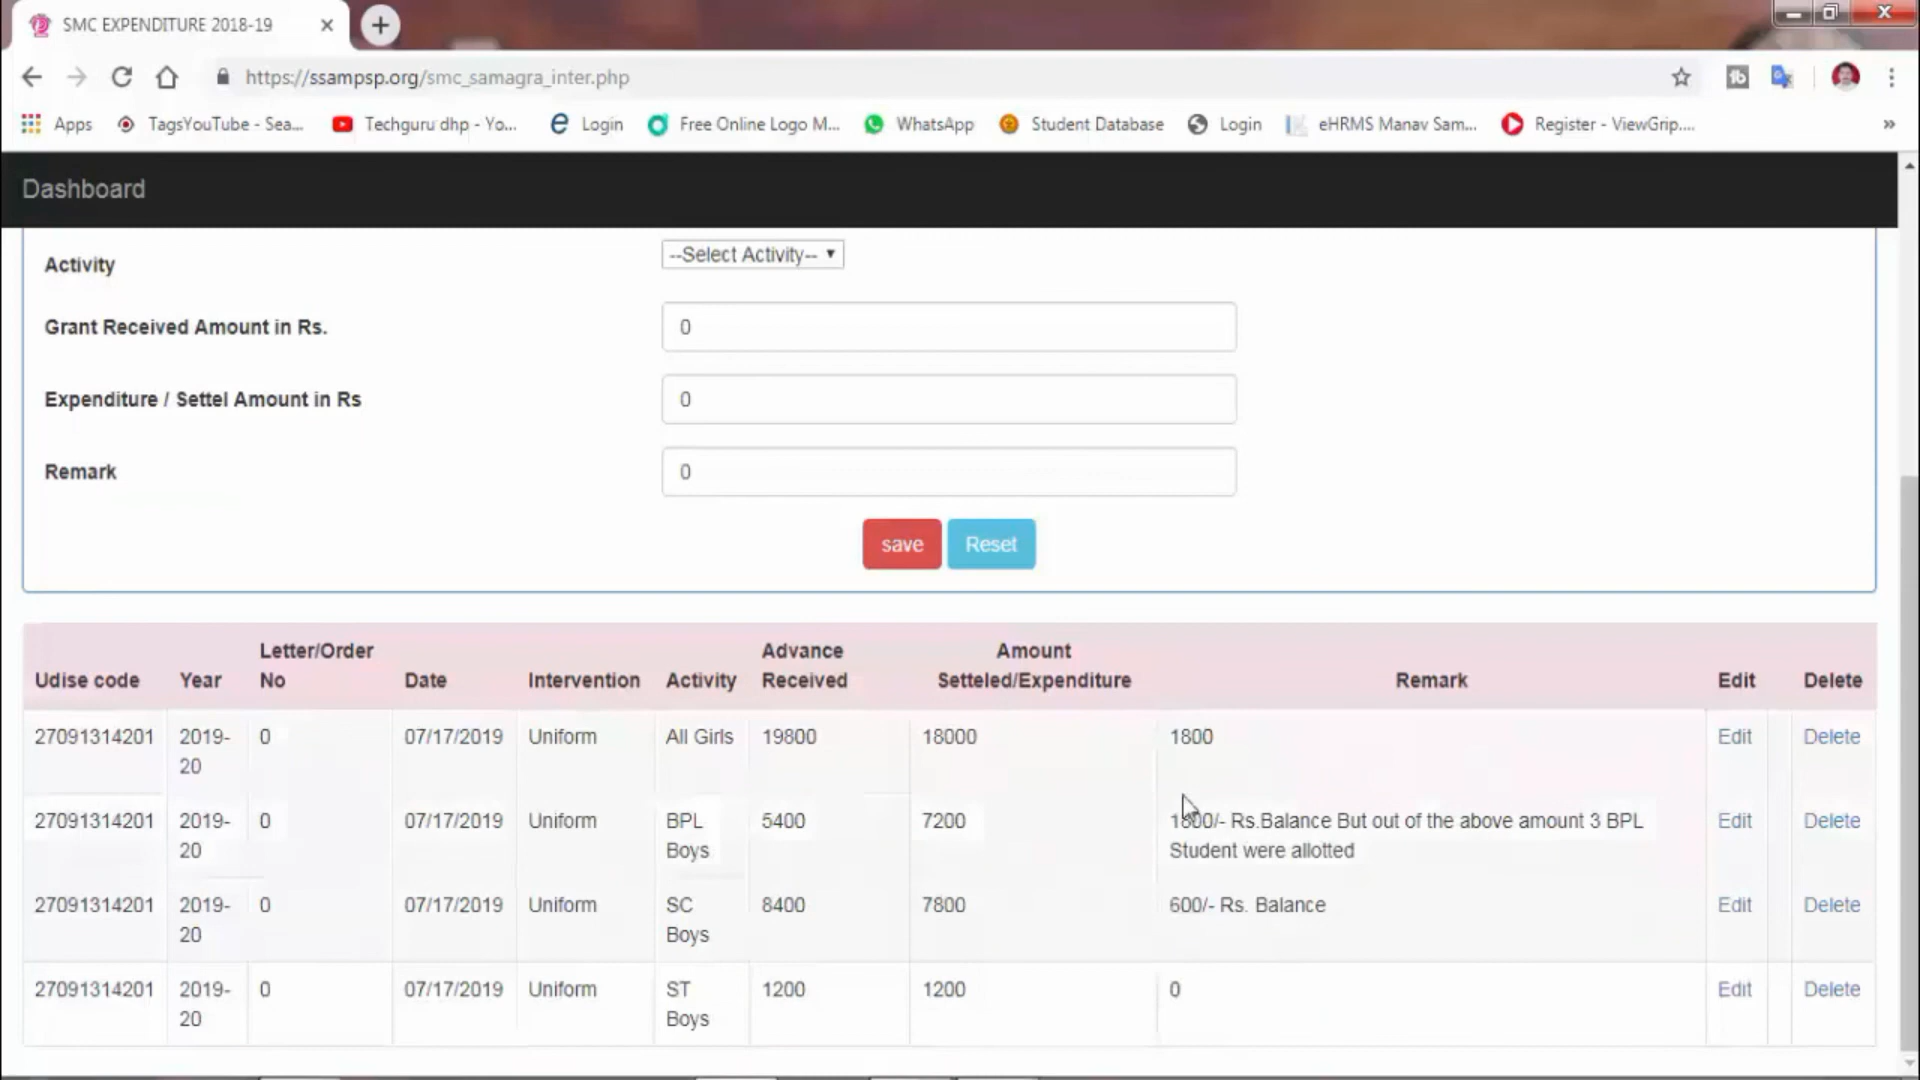 SMC EXPENDITURE 2018-19
https://ssampsp.org/smc_samagra_inter.php
Apps TagsYouTube - Sea... Techguru dhp - Yo... Login Free Online Logo M... WhatsApp Student Database Login eHRMS Manav Sam... Register - ViewGrip.... »
Dashboard
Activity --Select Activity--
Grant Received Amount in Rs. 0
Expenditure / Settel Amount in Rs 0
Remark 0
save Reset
Udise code Year Letter/Order No Date Intervention Activity Advance Received Amount Setteled/Expenditure Remark Edit Delete
27091314201 2019-20 0 07/17/2019 Uniform All Girls 19800 18000 1800 Edit Delete
27091314201 2019-20 0 07/17/2019 Uniform BPL Boys 5400 7200 1800/- Rs.Balance But out of the above amount 3 BPL Student were allotted Edit Delete
27091314201 2019-20 0 07/17/2019 Uniform SC Boys 8400 7800 600/- Rs. Balance Edit Delete
27091314201 2019-20 0 07/17/2019 Uniform ST Boys 1200 1200 0 Edit Delete